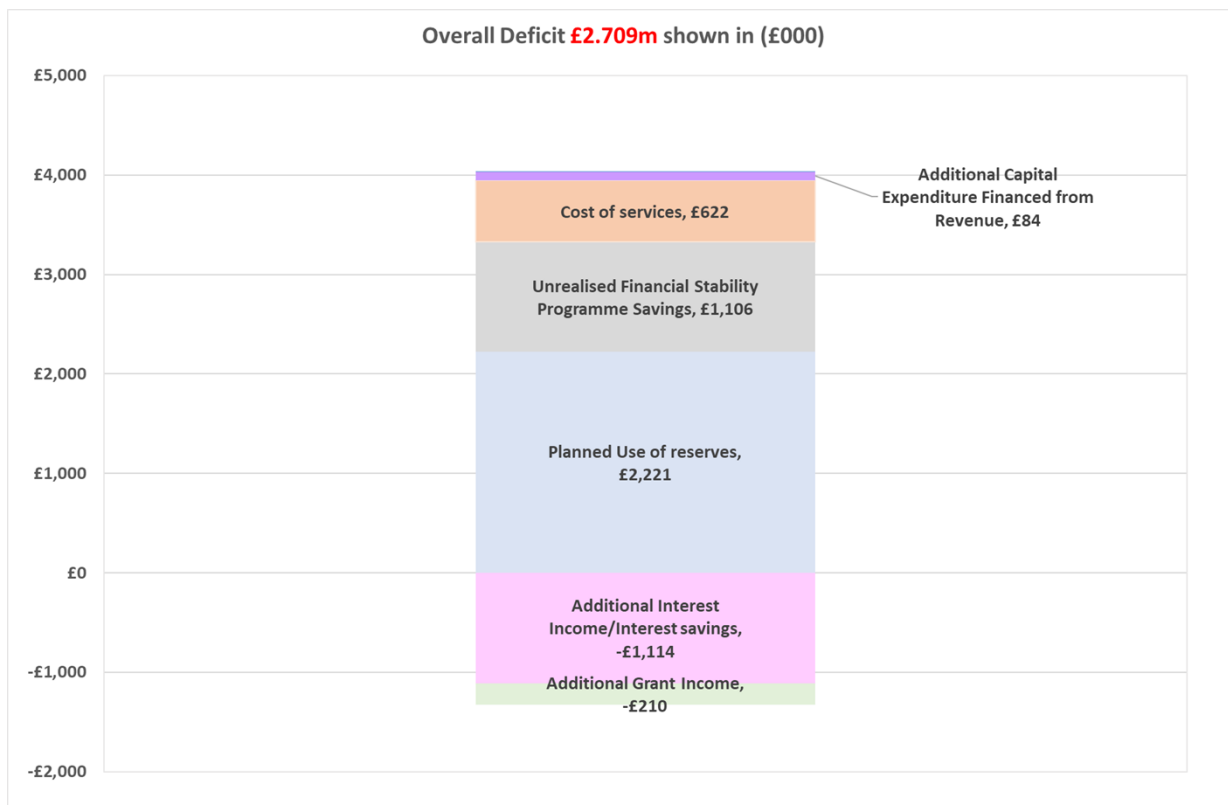 Overall Deficit £2.709m shown in (£000)
£5,000
£4,000
£3,000
£2,000
£1,000
£0
-£1,000
-£2,000
Additional Capital
Expenditure Financed from
Revenue, £84
Cost of services, £622
Unrealised Financial Stability
Programme Savings, £1,106
Planned Use of reserves,
£2,221
Additional Interest
Income/Interest savings,
-£1,114
Additional Grant Income,
-£210